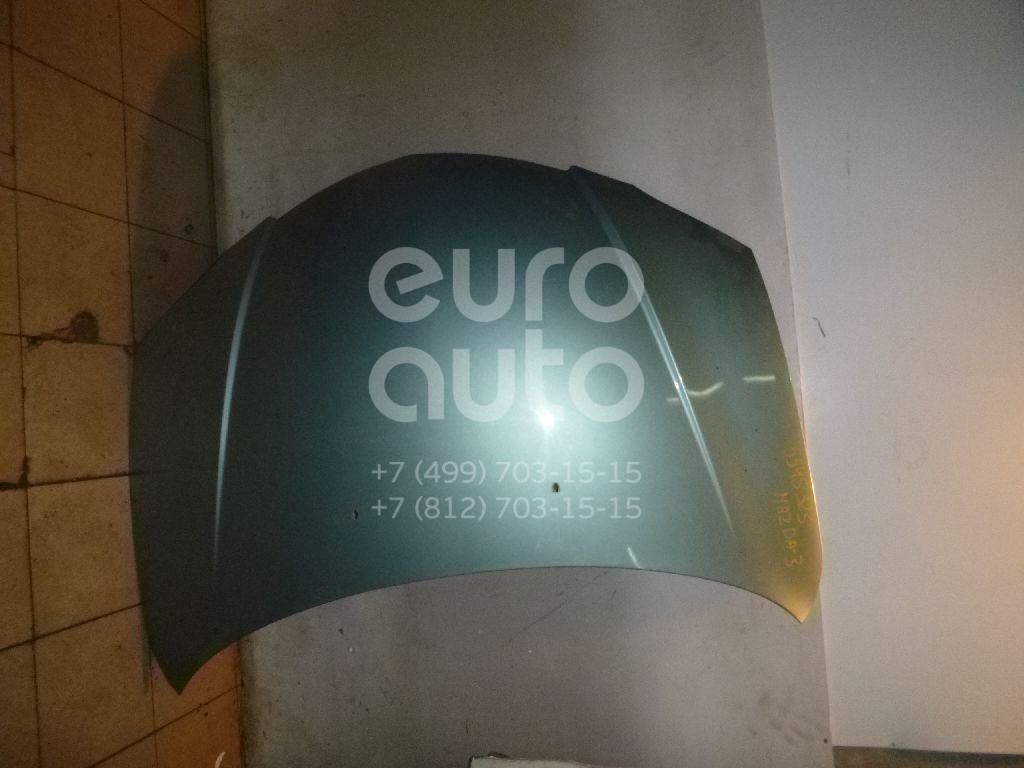 euro
auto
+7 (499) 703-15-15
+7 (812) 703-15-15
MAZDA-3